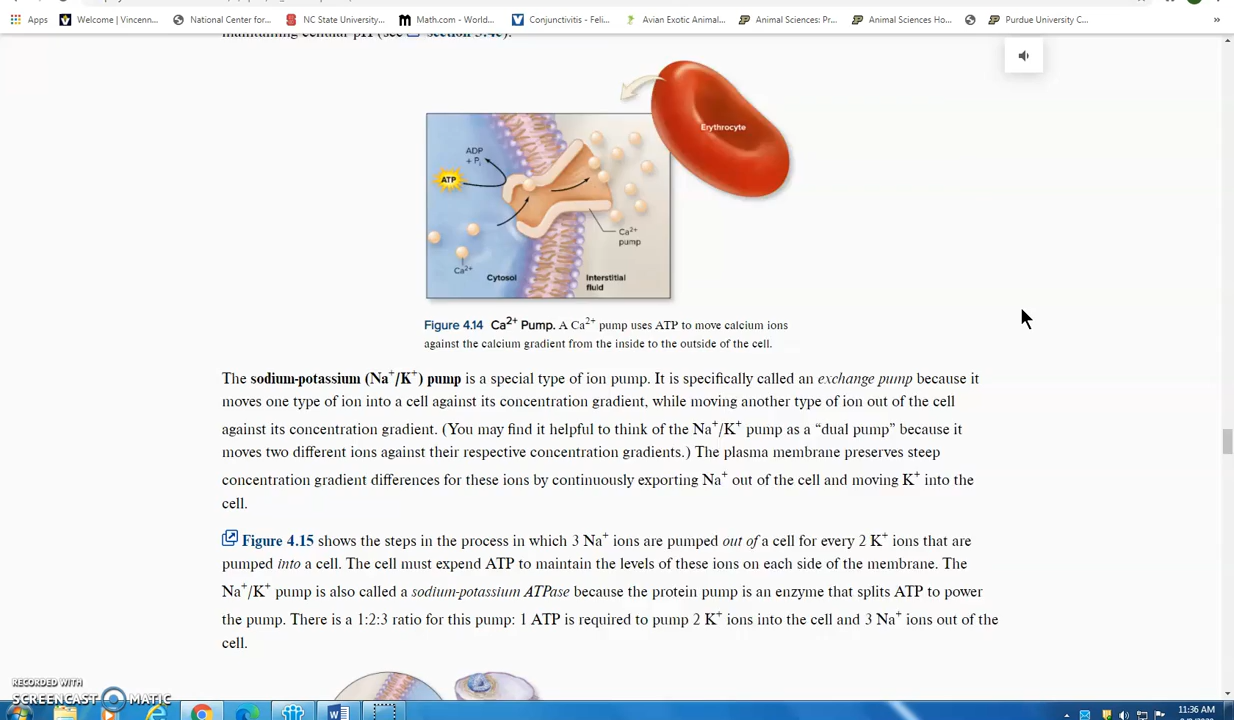 Apps Welcome | Vincenn... National Center for... NC State University... Math.com - World... Conjunctivitis - Feli... Avian Exotic Animal... Animal Sciences: Pr... Animal Sciences Ho... Purdue University C... »
Erythrocyte
ADP
+ Pi
ATP
Ca2+
pump
Ca2+
Cytosol
Interstitial
fluid
Figure 4.14 Ca2+ Pump. A Ca2+ pump uses ATP to move calcium ions
against the calcium gradient from the inside to the outside of the cell.
The sodium-potassium (Na+/K+) pump is a special type of ion pump. It is specifically called an exchange pump because it
moves one type of ion into a cell against its concentration gradient, while moving another type of ion out of the cell
against its concentration gradient. (You may find it helpful to think of the Na+/K+ pump as a “dual pump” because it
moves two different ions against their respective concentration gradients.) The plasma membrane preserves steep
concentration gradient differences for these ions by continuously exporting Na+ out of the cell and moving K+ into the
cell.
Figure 4.15 shows the steps in the process in which 3 Na+ ions are pumped out of a cell for every 2 K+ ions that are
pumped into a cell. The cell must expend ATP to maintain the levels of these ions on each side of the membrane. The
Na+/K+ pump is also called a sodium-potassium ATPase because the protein pump is an enzyme that splits ATP to power
the pump. There is a 1:2:3 ratio for this pump: 1 ATP is required to pump 2 K+ ions into the cell and 3 Na+ ions out of the
cell.
RECORDED WITH
SCREENCAST MATIC
11:36 AM